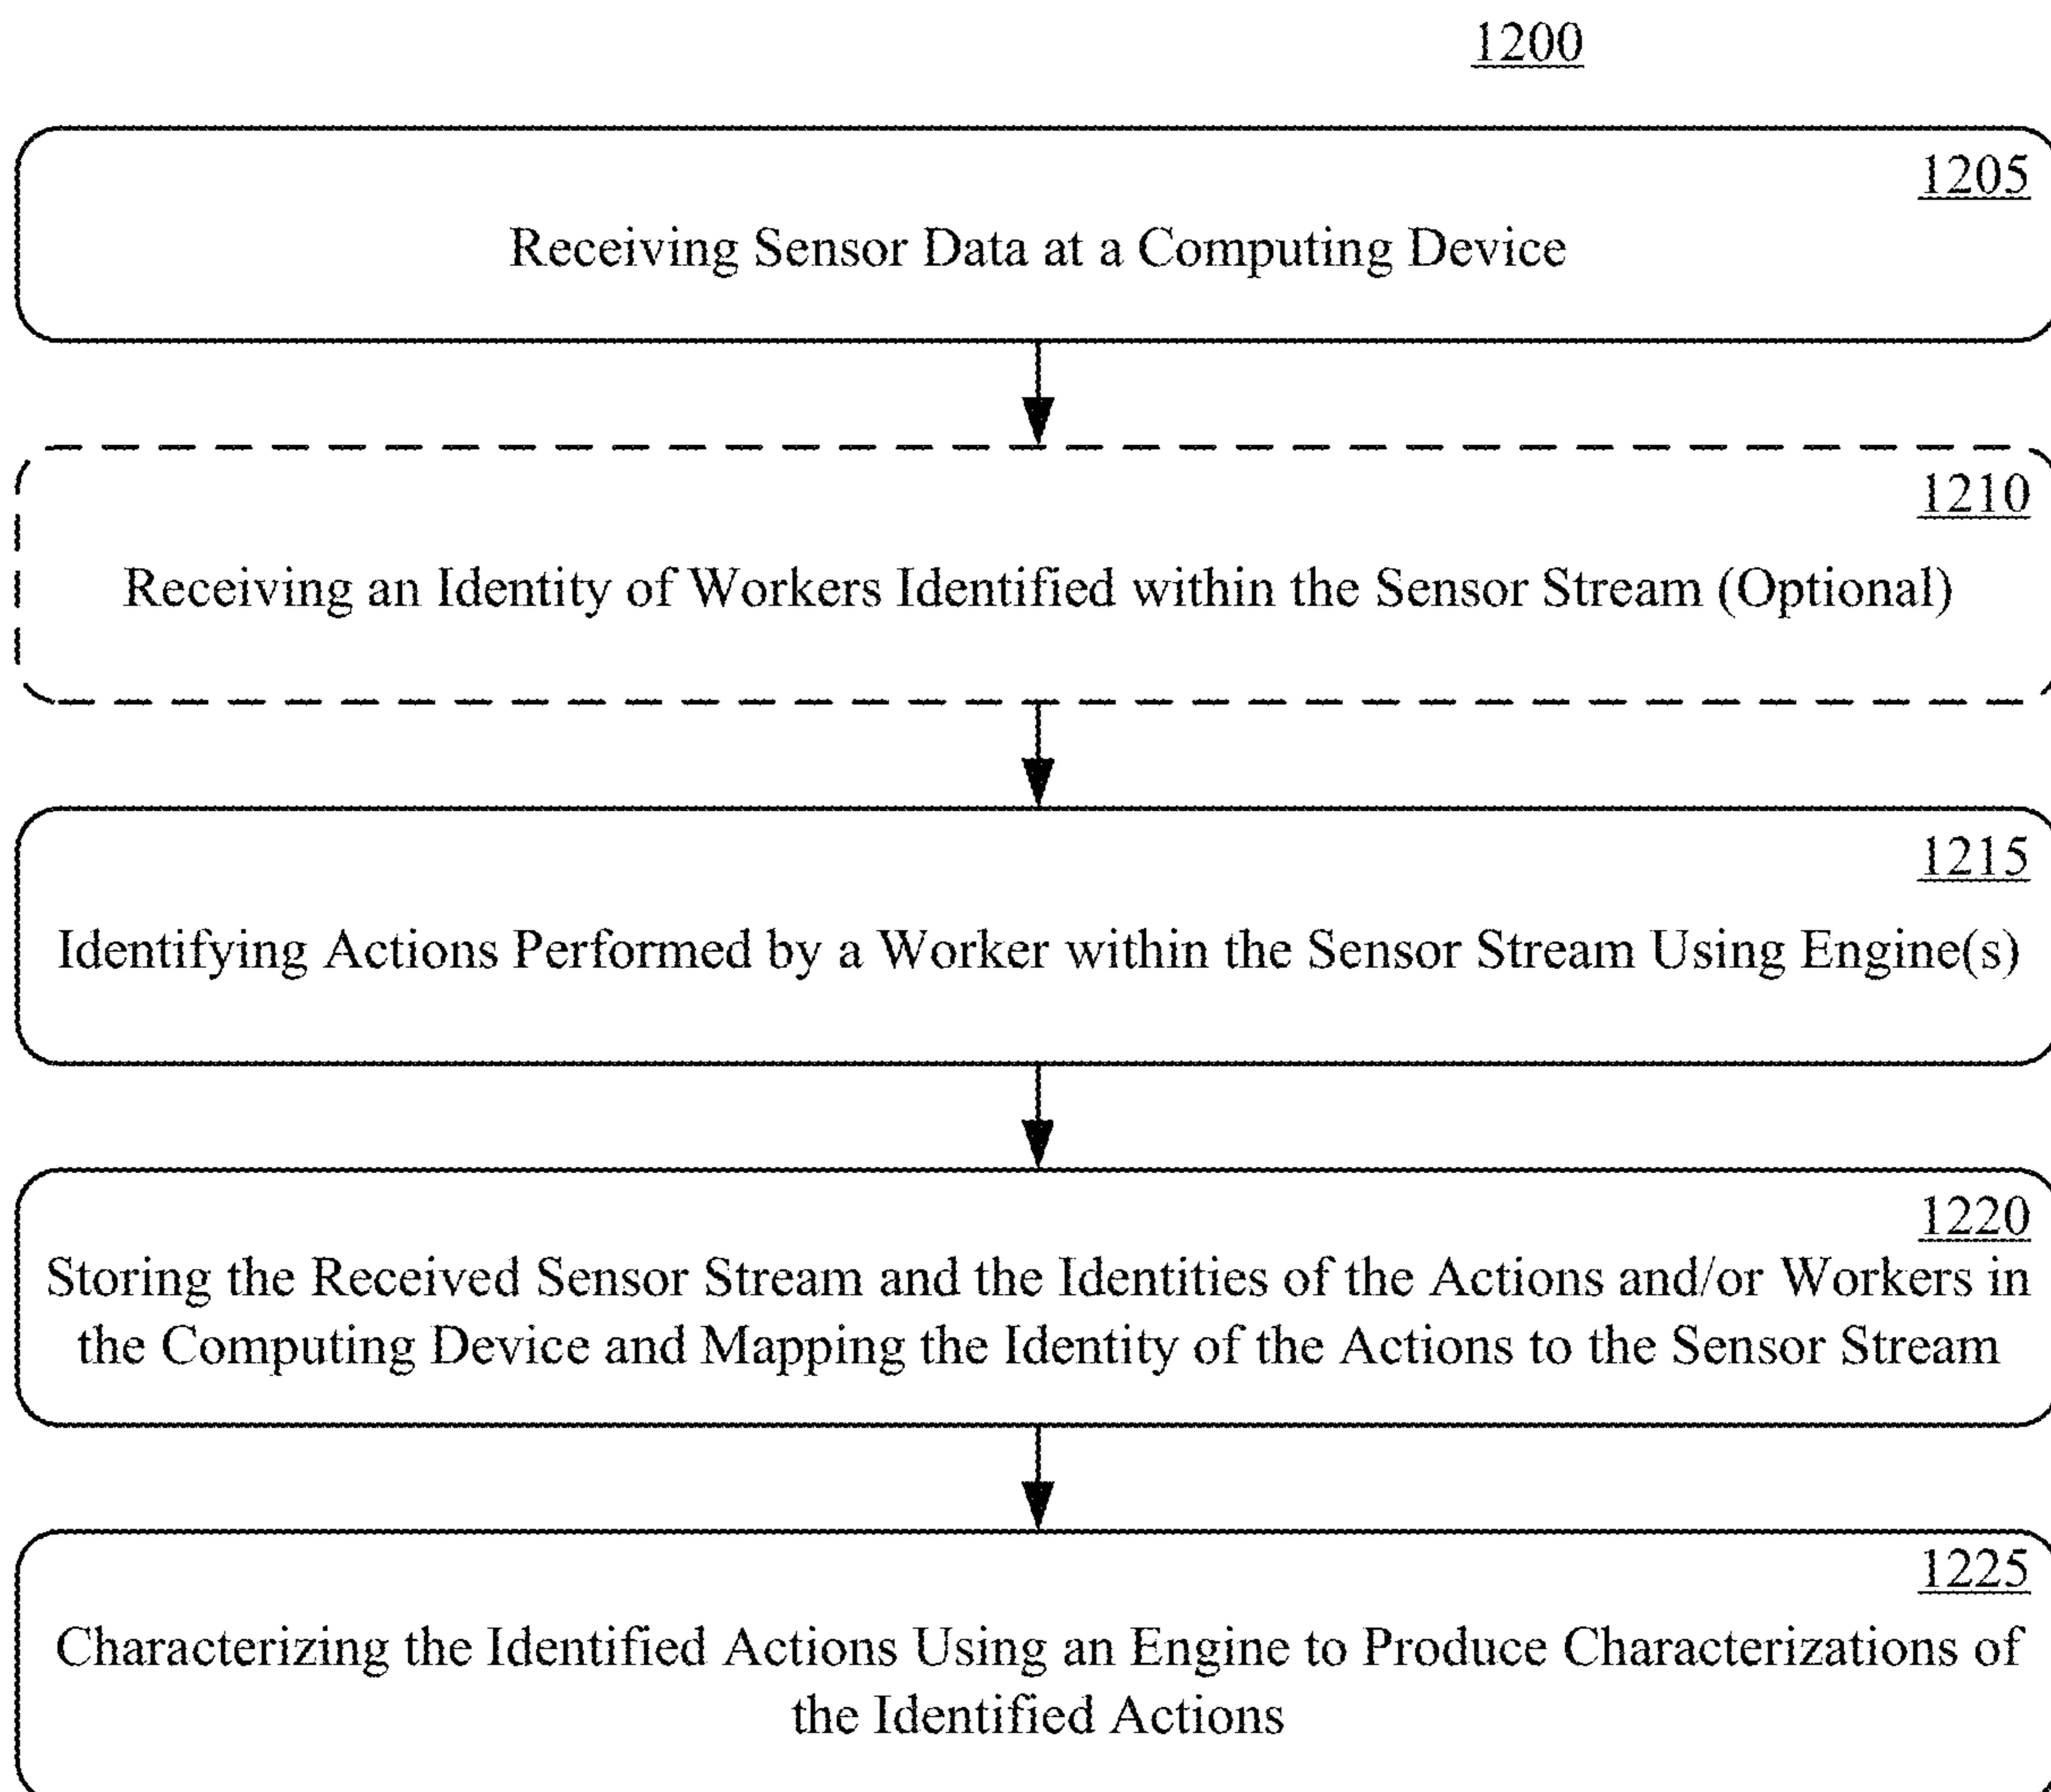 1200
1205
Receiving Sensor Data at a Computing Device
1210
Receiving an Identity of Workers Identified within the Sensor Stream (Optional)
1215
Identifying Actions Performed by a Worker within the Sensor Stream Using Engine(s)
1220
Storing the Received Sensor Stream and the Identities of the Actions and/or Workers in
the Computing Device and Mapping the Identity of the Actions to the Sensor Stream
1225
Characterizing the Identified Actions Using an Engine to Produce Characterizations of
the Identified Actions